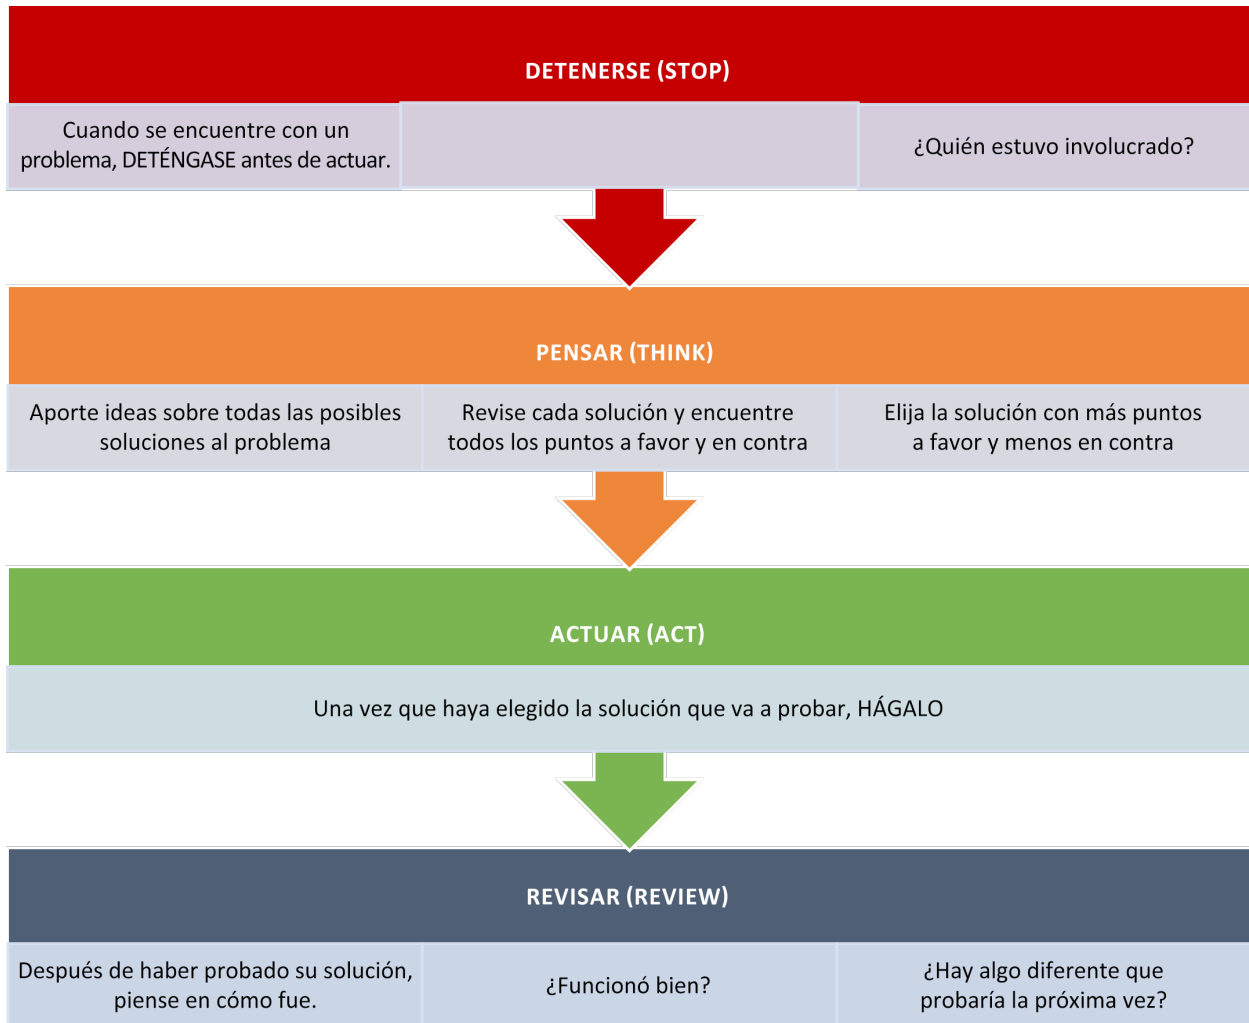 DETENERSE (STOP)
Cuando se encuentre con un
problema, DETÉNGASE antes de actuar.
¿Quién estuvo involucrado?
PENSAR (THINK)
Aporte ideas sobre todas las posibles
soluciones al problema
Revise cada solución y encuentre
todos los puntos a favor y en contra
Elija la solución con más puntos
a favor y menos en contra
ACTUAR (ACT)
Una vez que haya elegido la solución que va a probar, HÁGALO
REVISAR (REVIEW)
Después de haber probado su solución,
piense en cómo fue.
¿Funcionó bien?
¿Hay algo diferente que
probaría la próxima vez?